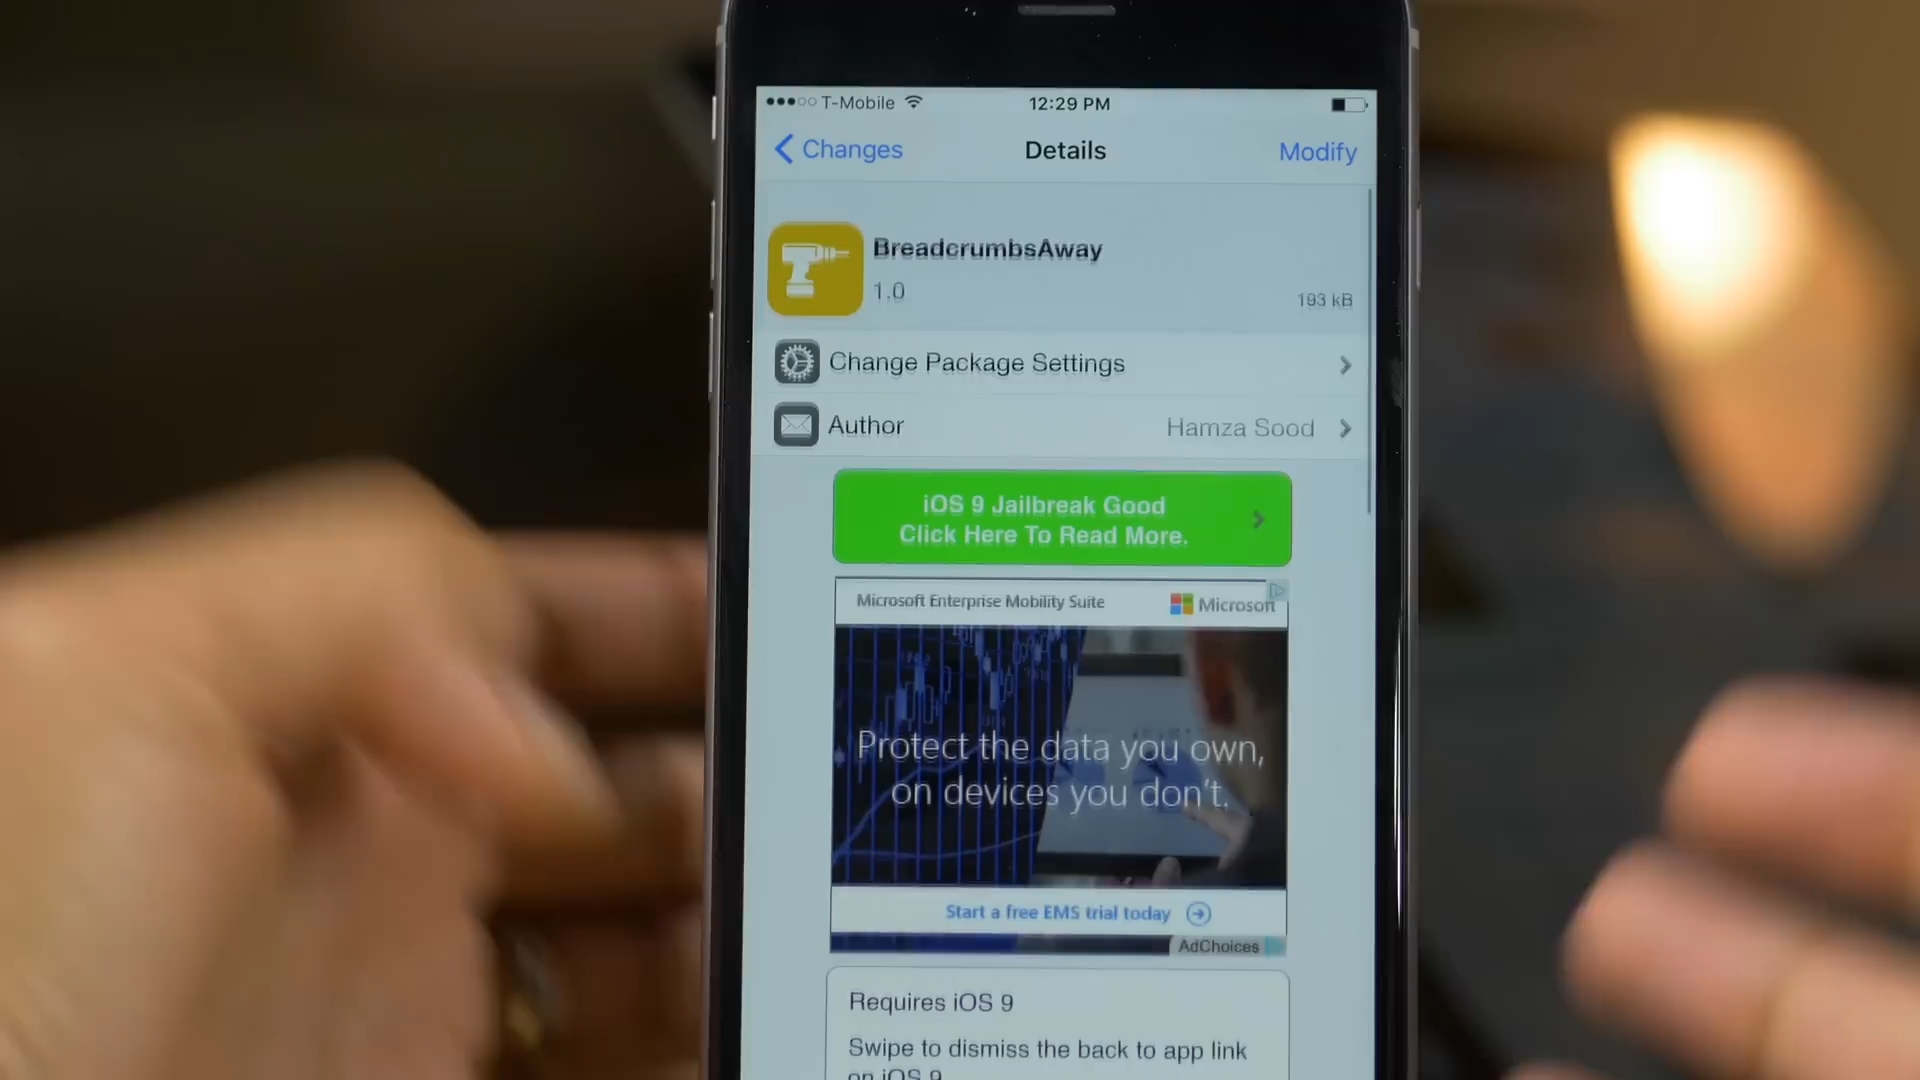 T-Mobile
12:29 PM
Changes
Details
Modify
BreadcrumbsAway
1.0
193 kB
Change Package Settings
Author
Hamza Sood
iOS 9 Jailbreak Good
Click Here To Read More.
Microsoft Enterprise Mobility Suite
Microsoft
Protect the data you own,
on devices you don't.
Start a free EMS trial today
AdChoices
Requires iOS 9
Swipe to dismiss the back to app link
on iOS 9